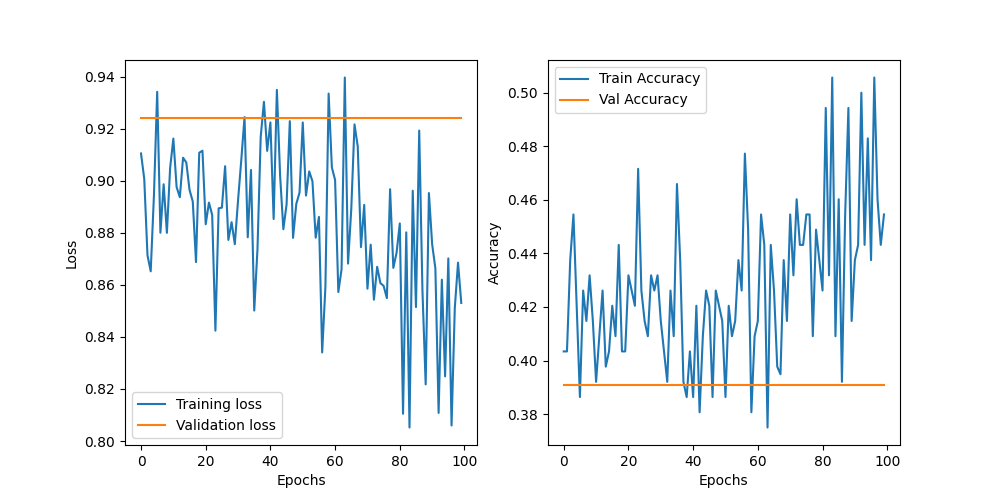 0.94
0.92
0.90
0.88
0.86
0.84
0.82
0.80
Loss
Training loss
Validation loss
0 20 40 60 80 100
Epochs
Train Accuracy
Val Accuracy
0.50
0.48
0.46
0.44
0.42
0.40
0.38
Accuracy
0 20 40 60 80 100
Epochs